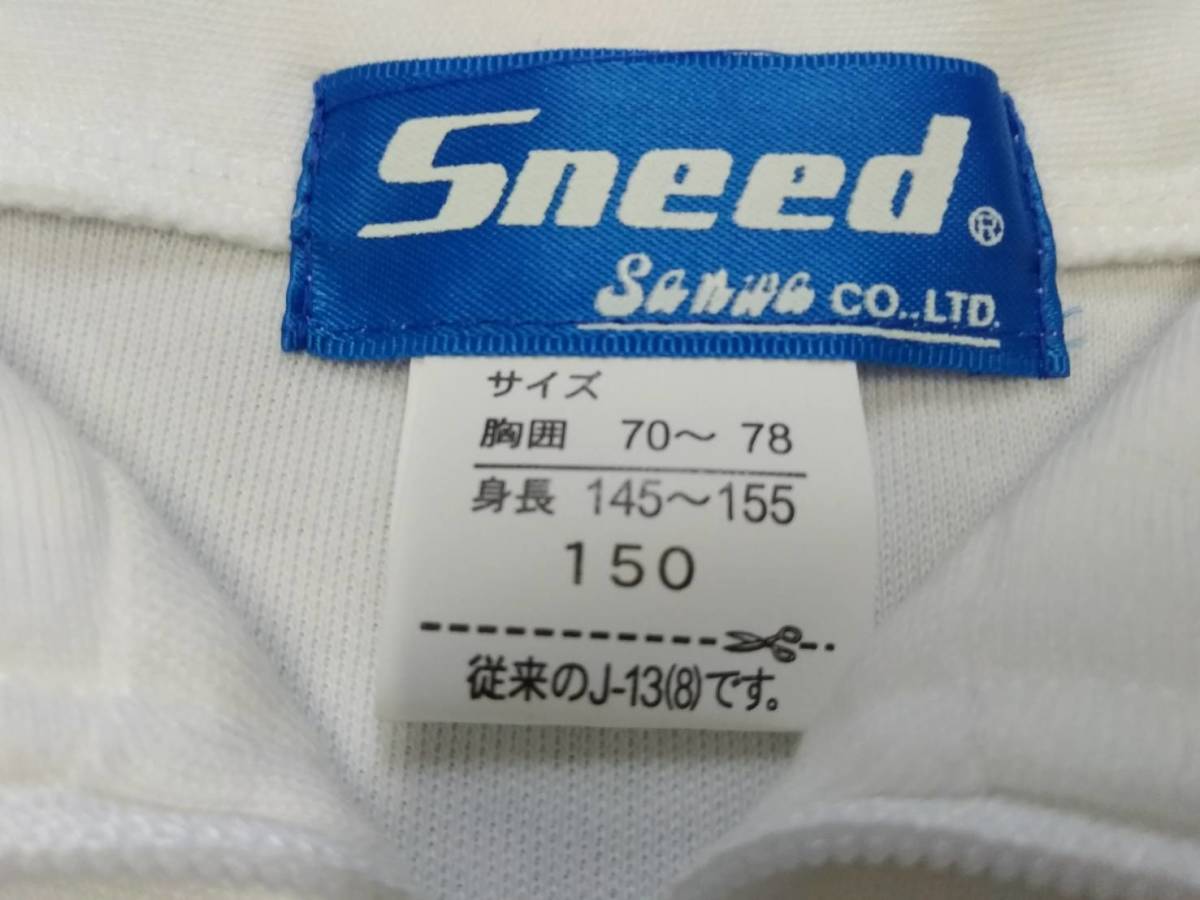 Sneed®
Sanwa CO.,LTD.
サイズ
胸囲 70～78
身長 145～155
150
従来のJ-13(8)です。